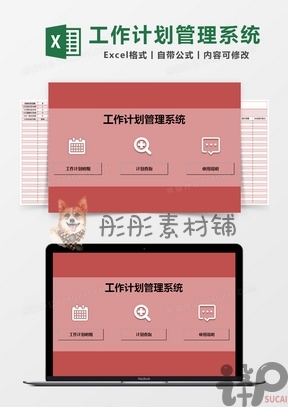 工作计划管理系统
Excel格式丨自带公式丨内容可修改
工作计划管理系统
工作计划明细
计划查询
使用说明
彤彤素材铺
工作计划管理系统
工作计划明细
计划查询
使用说明
SUCAI